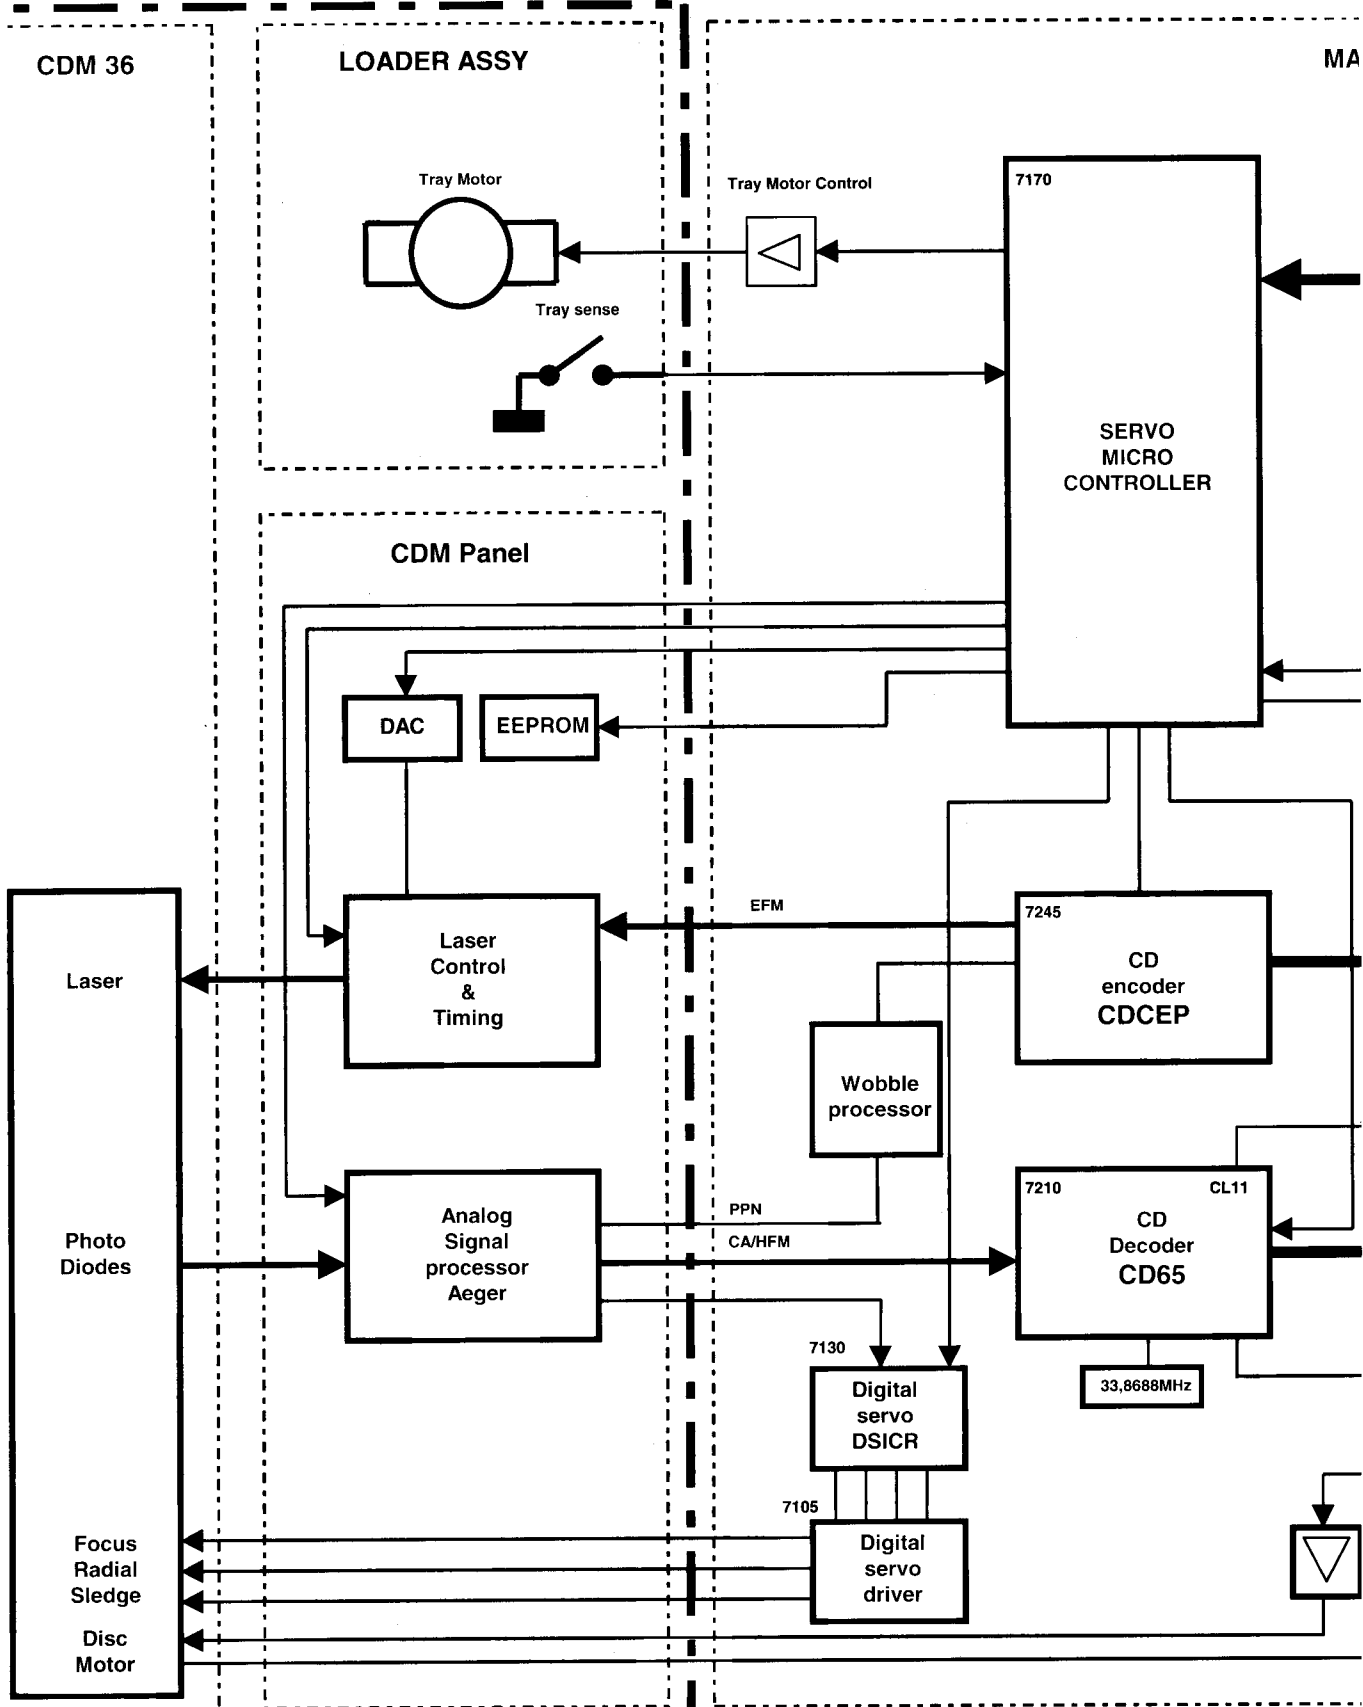 CDM 36
LOADER ASSY
MA
Tray Motor
Tray Motor Control
7170
Tray sense
SERVO
MICRO
CONTROLLER
CDM Panel
DAC
EEPROM
EFM
7245
Laser
Control
&
Timing
Laser
CD
encoder
CDCEP
Wobble
processor
7210
CL11
PPN
CA/HFM
Analog
Signal
processor
Aeger
Photo
Diodes
CD
Decoder
CD65
7130
33,8688MHz
Digital
servo
DSICR
7105
Digital
servo
driver
Focus
Radial
Sledge
Disc
Motor